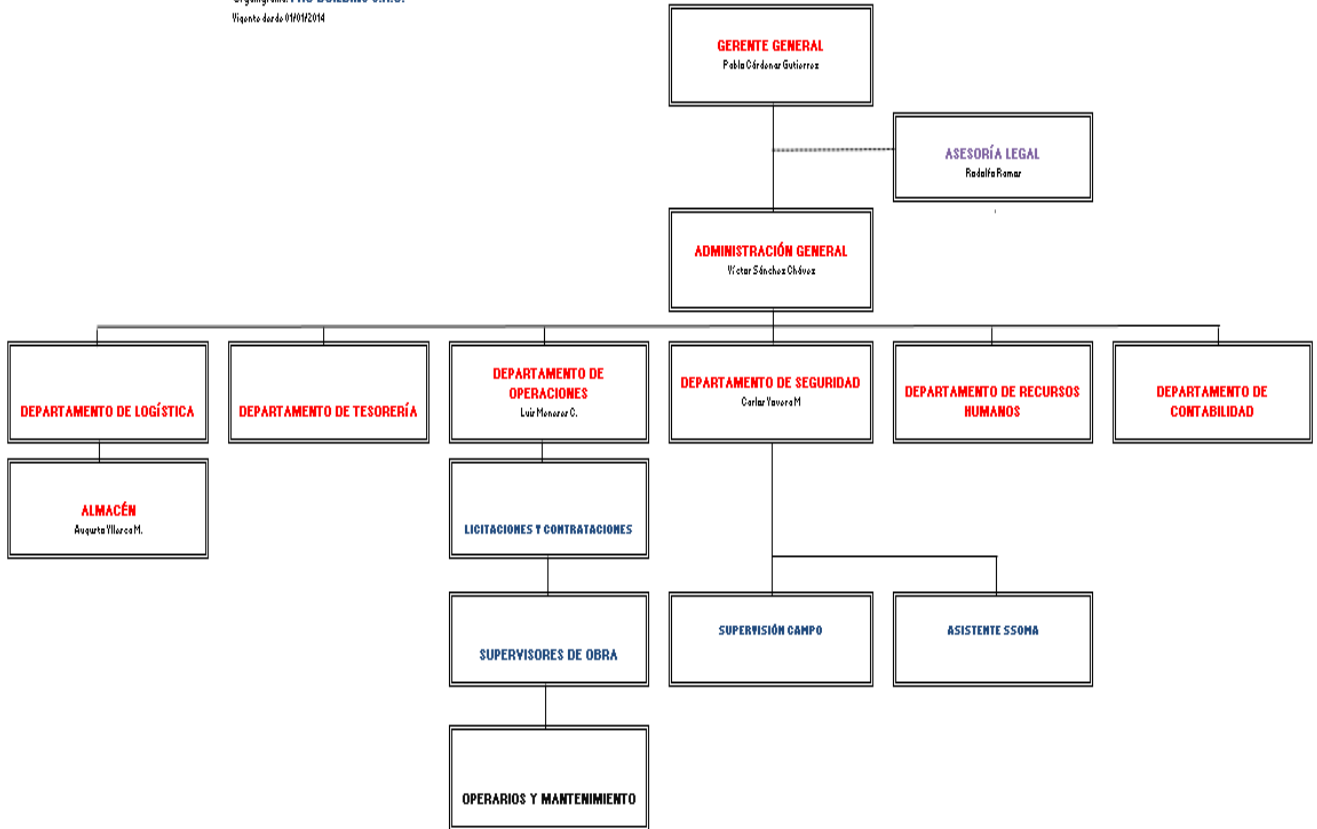 Vigente desde 01/01/2014
GERENTE GENERAL
Pablo Cárdenas Gutierrez
ASESORÍA LEGAL
Rodolfo Ramos
ADMINISTRACIÓN GENERAL
Víctor Sánchez Chávez
DEPARTAMENTO DE LOGÍSTICA
DEPARTAMENTO DE TESORERÍA
DEPARTAMENTO DE
OPERACIONES
Luis Meneses C.
DEPARTAMENTO DE SEGURIDAD
Carlos Yavera M
DEPARTAMENTO DE RECURSOS
HUMANOS
DEPARTAMENTO DE
CONTABILIDAD
ALMACÉN
Augusto M.
LICITACIONES Y CONTRATACIONES
SUPERVISORES DE OBRA
SUPERVISIÓN CAMPO
ASISTENTE SSOMA
OPERARIOS Y MANTENIMIENTO